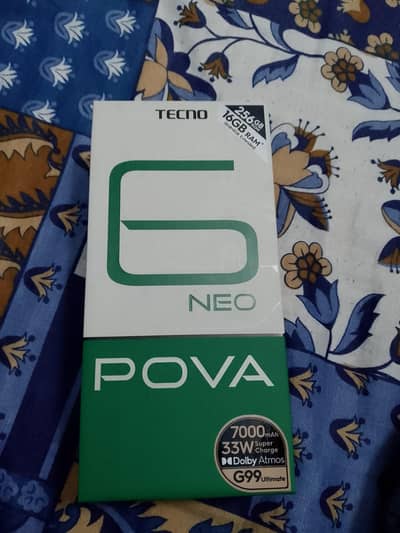 TECNO
256GB
16GB RAM*
6
NEO
POVA
7000mAh
33W Super
Charge
Dolby Atmos
G99 Ultimate